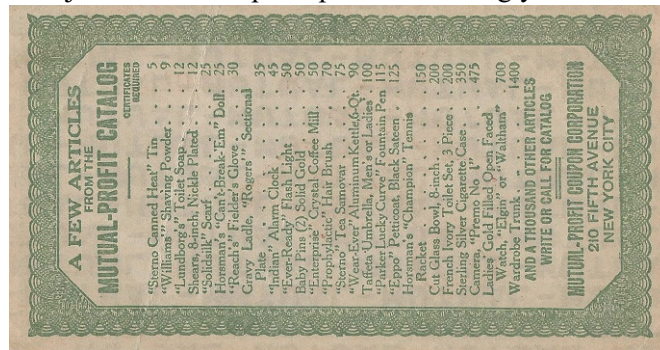 A FEW ARTICLES
FROM THE
MUTUAL-PROFIT CATALOG
CERTIFICATES
REQUIRED
"Sterno Canned Heat" Tin . 5
"Williams" Shaving Powder . 9
"Lundborg's" Toilet Soap . . 12
Shears, 8-inch, Nickle Plated 12
"Solidsilk" Scarf . . . . 25
Horsman's "Can't-Break-'Em" Doll. 25
"Reach's" Fielder's Glove . . 30
Gravy Ladle, "Rogers" Sectional
Plate . . . . . . 35
"Indian" Alarm Clock . . . 45
"Ever-Ready" Flash Light . . 50
Baby Pins (2) Solid Gold . . 50
"Enterprise" Crystal Coffee Mill. 50
"Prophylactic" Hair Brush . . 70
"Sterno" Tea Samovar . . . 75
"Wear-Ever" Aluminum Kettle, 6-Qt. 90
Taffeta Umbrella, Men's or Ladies' 100
"Parker Lucky Curve" Fountain Pen 115
"Eppo" Petticoat, Black Sateen . 125
Horsman's "Champion" Tennis
Racket . . . . . . 150
Cut Glass Bowl, 8-inch. . . 200
French Ivory Toilet Set, 3 Piece 200
Sterling Silver Cigarette Case . 350
Camera, "Premo No. 1" . . 475
Ladies Gold Filled Open Faced
Watch, "Elgin" or "Waltham" 700
Wardrobe Trunk . . . . 1400
AND A THOUSAND OTHER ARTICLES
WRITE OR CALL FOR CATALOG
MUTUAL-PROFIT COUPON CORPORATION
210 FIFTH AVENUE
NEW YORK CITY